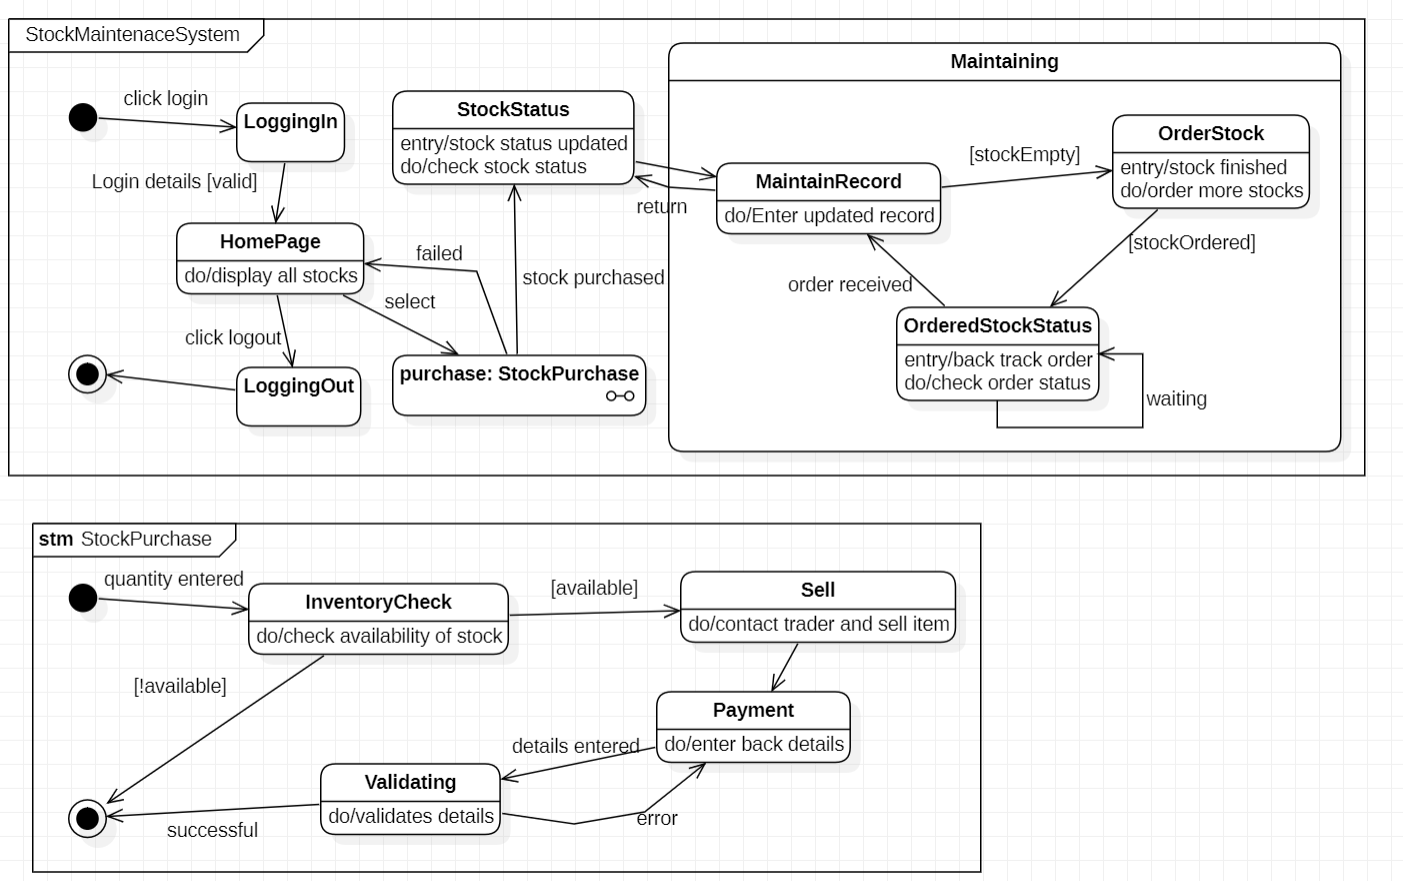 StockMaintenaceSystem
Maintaining
click login
LoggingIn
StockStatus
entry/stock status updated
do/check stock status
OrderStock
entry/stock finished
do/order more stocks
[stockEmpty]
Login details [valid]
MaintainRecord
do/Enter updated record
return
HomePage
do/display all stocks
failed
select
stock purchased
[stockOrdered]
order received
click logout
OrderedStockStatus
entry/back track order
do/check order status
waiting
LoggingOut
purchase: StockPurchase
stm StockPurchase
quantity entered
InventoryCheck
do/check availability of stock
[available]
Sell
do/contact trader and sell item
[!available]
Payment
do/enter back details
details entered
Validating
do/validates details
error
successful